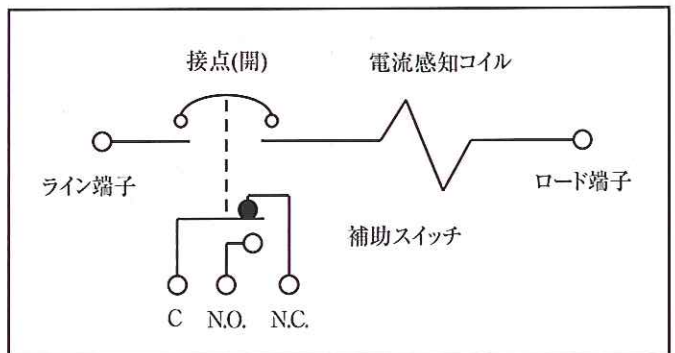 接点(開)
電流感知コイル
ライン端子
ロード端子
補助スイッチ
C
N.O.
N.C.